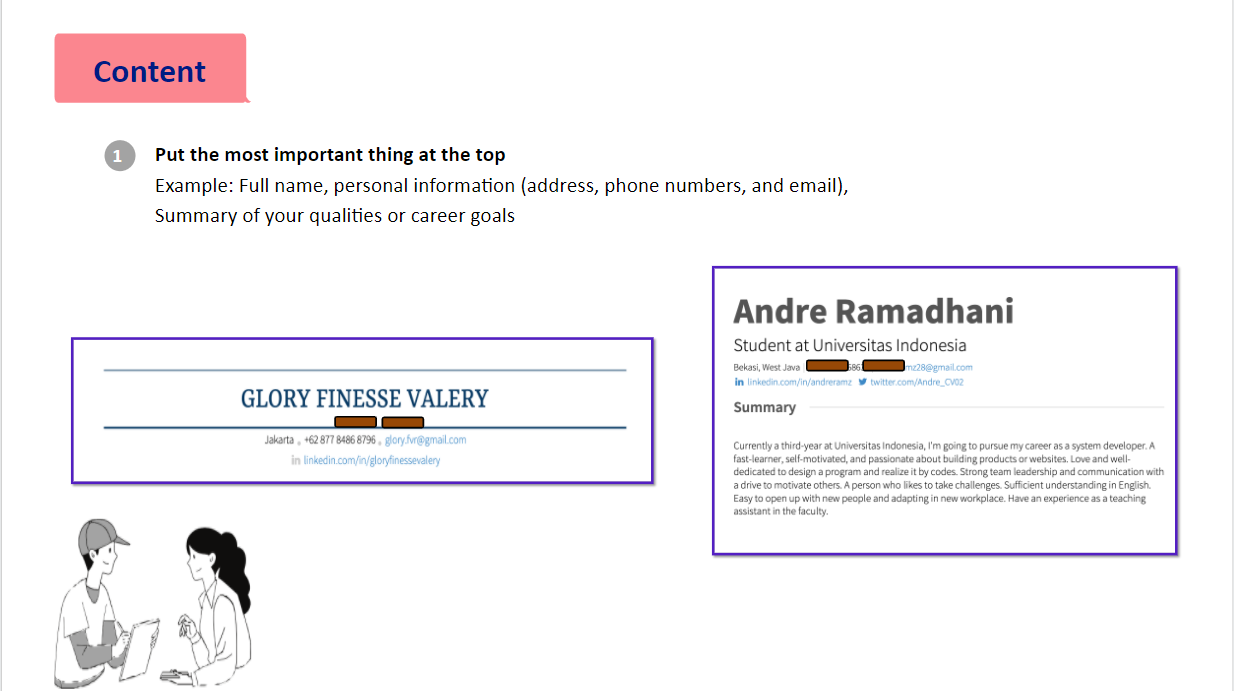 Content
1 Put the most important thing at the top
Example: Full name, personal information (address, phone numbers, and email),
Summary of your qualities or career goals
GLORY FINESSE VALERY
Jakarta • +62 877 8486 8796 • glory.fvr@gmail.com
in linkedin.com/in/gloryfinessevalery
Andre Ramadhani
Student at Universitas Indonesia
Bekasi, West Java mz28@gmail.com
in linkedin.com/in/andreramz twitter.com/Andre_CV02
Summary
Currently a third-year at Universitas Indonesia, I'm going to pursue my career as a system developer. A
fast-learner, self-motivated, and passionate about building products or websites. Love and well-
dedicated to design a program and realize it by codes. Strong team leadership and communication with
a drive to motivate others. A person who likes to take challenges. Sufficient understanding in English.
Easy to open up with new people and adapting in new workplace. Have an experience as a teaching
assistant in the faculty.